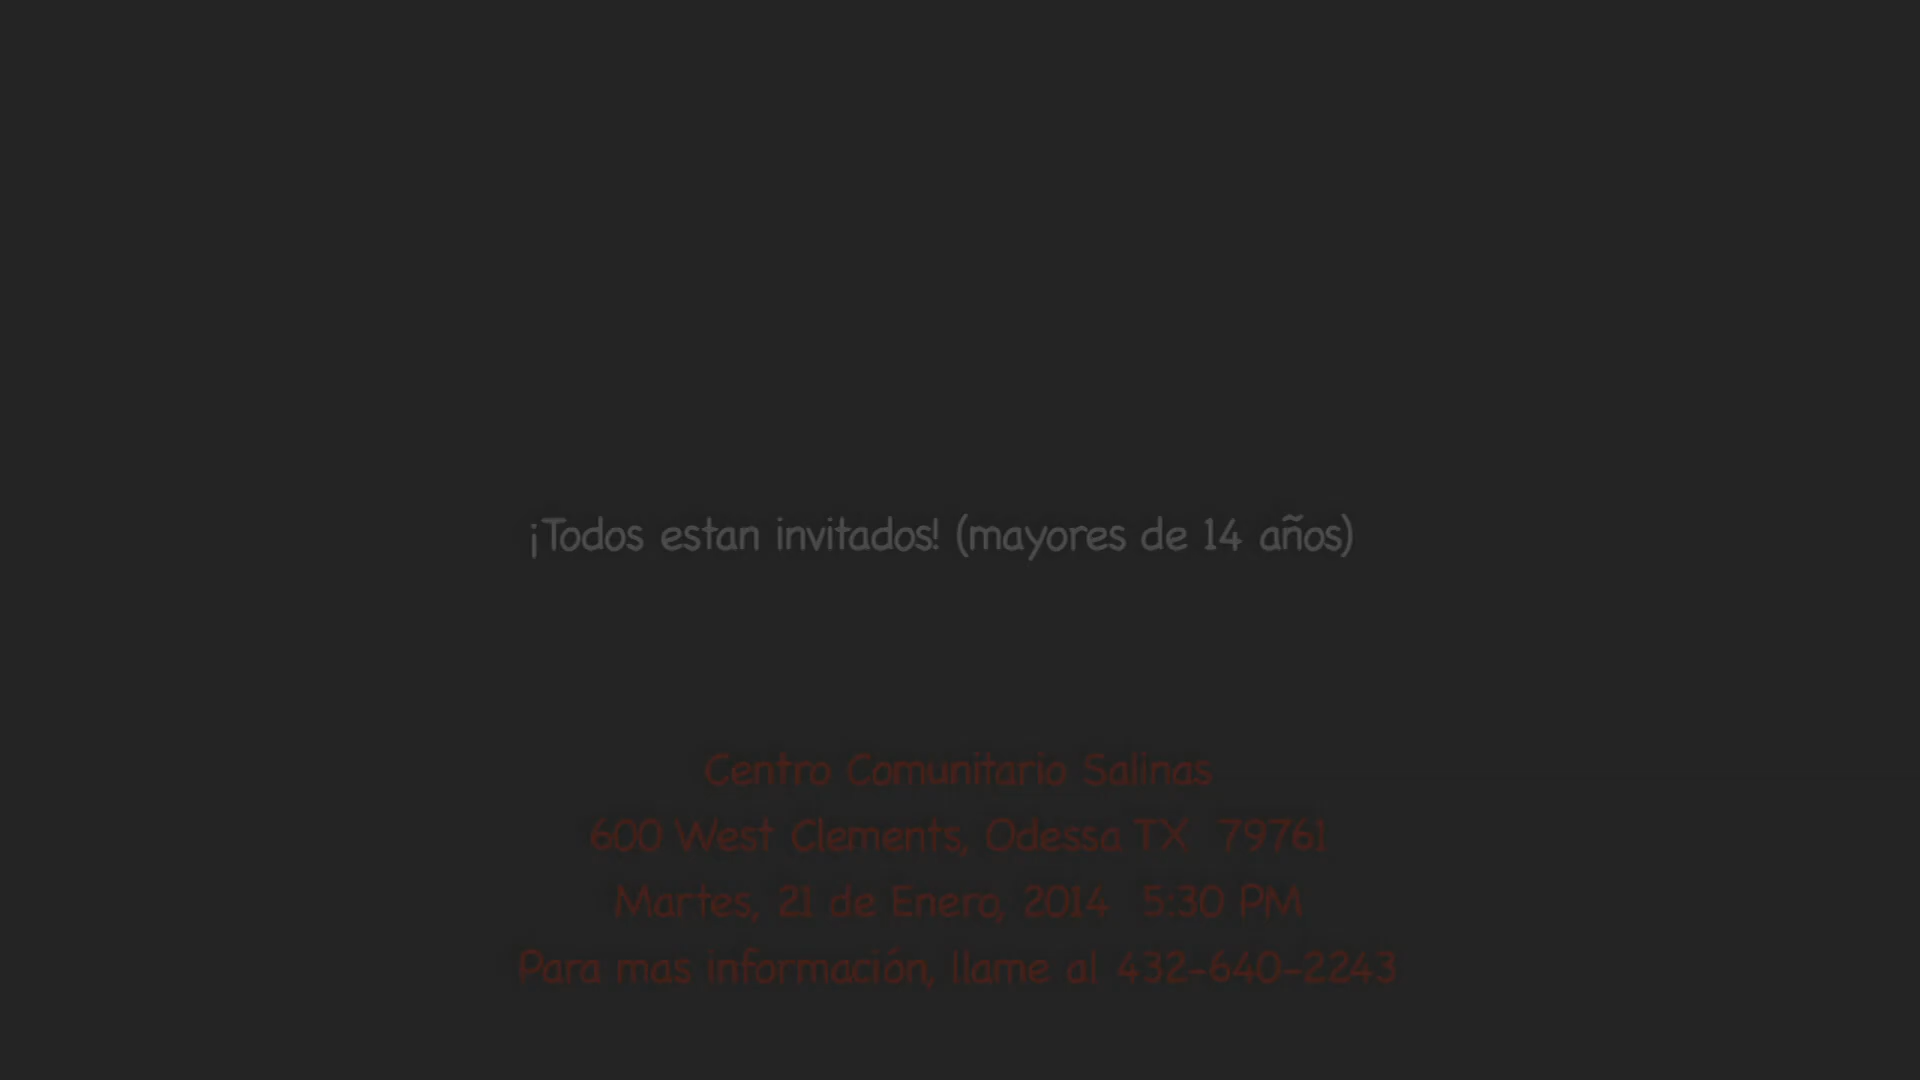 ¡Todos estan invitados! (mayores de 14 años)
Centro Comunitario Salinas
600 West Clements, Odessa TX  79761
Martes, 21 de Enero, 2014  5:30 PM
Para mas información, llame al 432-640-2243